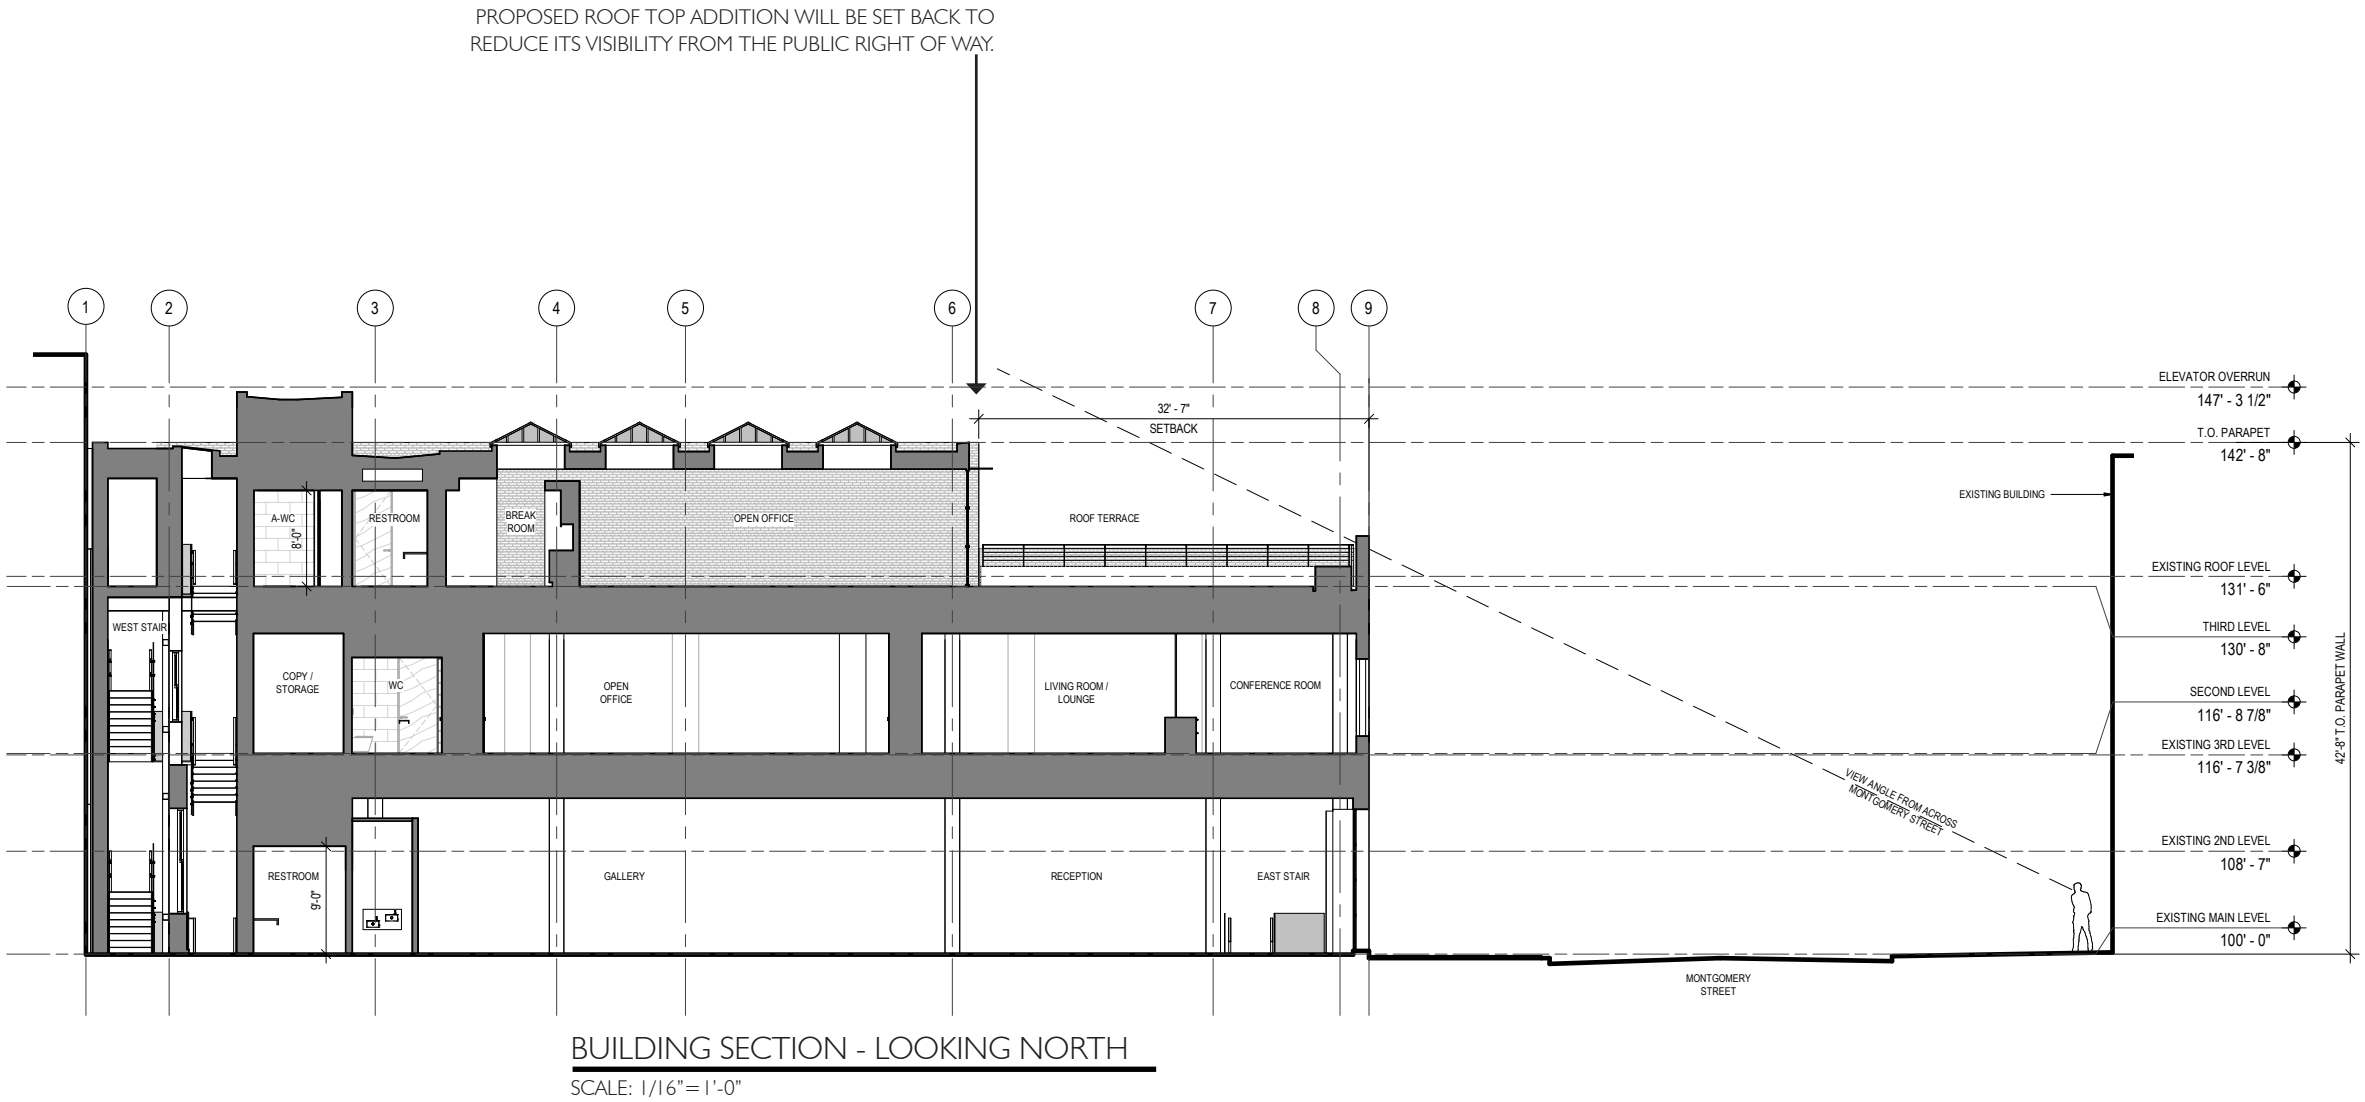 PROPOSED ROOF TOP ADDITION WILL BE SET BACK TO
REDUCE ITS VISIBILITY FROM THE PUBLIC RIGHT OF WAY.
1
2
3
4
5
6
7
8
9
ELEVATOR OVERRUN
147' - 3 1/2"
32' - 7"
SETBACK
T.O. PARAPET
142' - 8"
EXISTING BUILDING
A-WC
8'-0"
RESTROOM
BREAK
ROOM
OPEN OFFICE
ROOF TERRACE
EXISTING ROOF LEVEL
131' - 6"
WEST STAIR
THIRD LEVEL
130' - 8"
42'-8" T.O. PARAPET WALL
COPY /
STORAGE
WC
OPEN
OFFICE
LIVING ROOM /
LOUNGE
CONFERENCE ROOM
SECOND LEVEL
116' - 8 7/8"
EXISTING 3RD LEVEL
116' - 7 3/8"
VIEW ANGLE FROM ACROSS
MONTGOMERY STREET
EXISTING 2ND LEVEL
108' - 7"
RESTROOM
9'-0"
GALLERY
RECEPTION
EAST STAIR
EXISTING MAIN LEVEL
100' - 0"
MONTGOMERY
STREET
BUILDING SECTION - LOOKING NORTH
SCALE: 1/16"=1'-0"